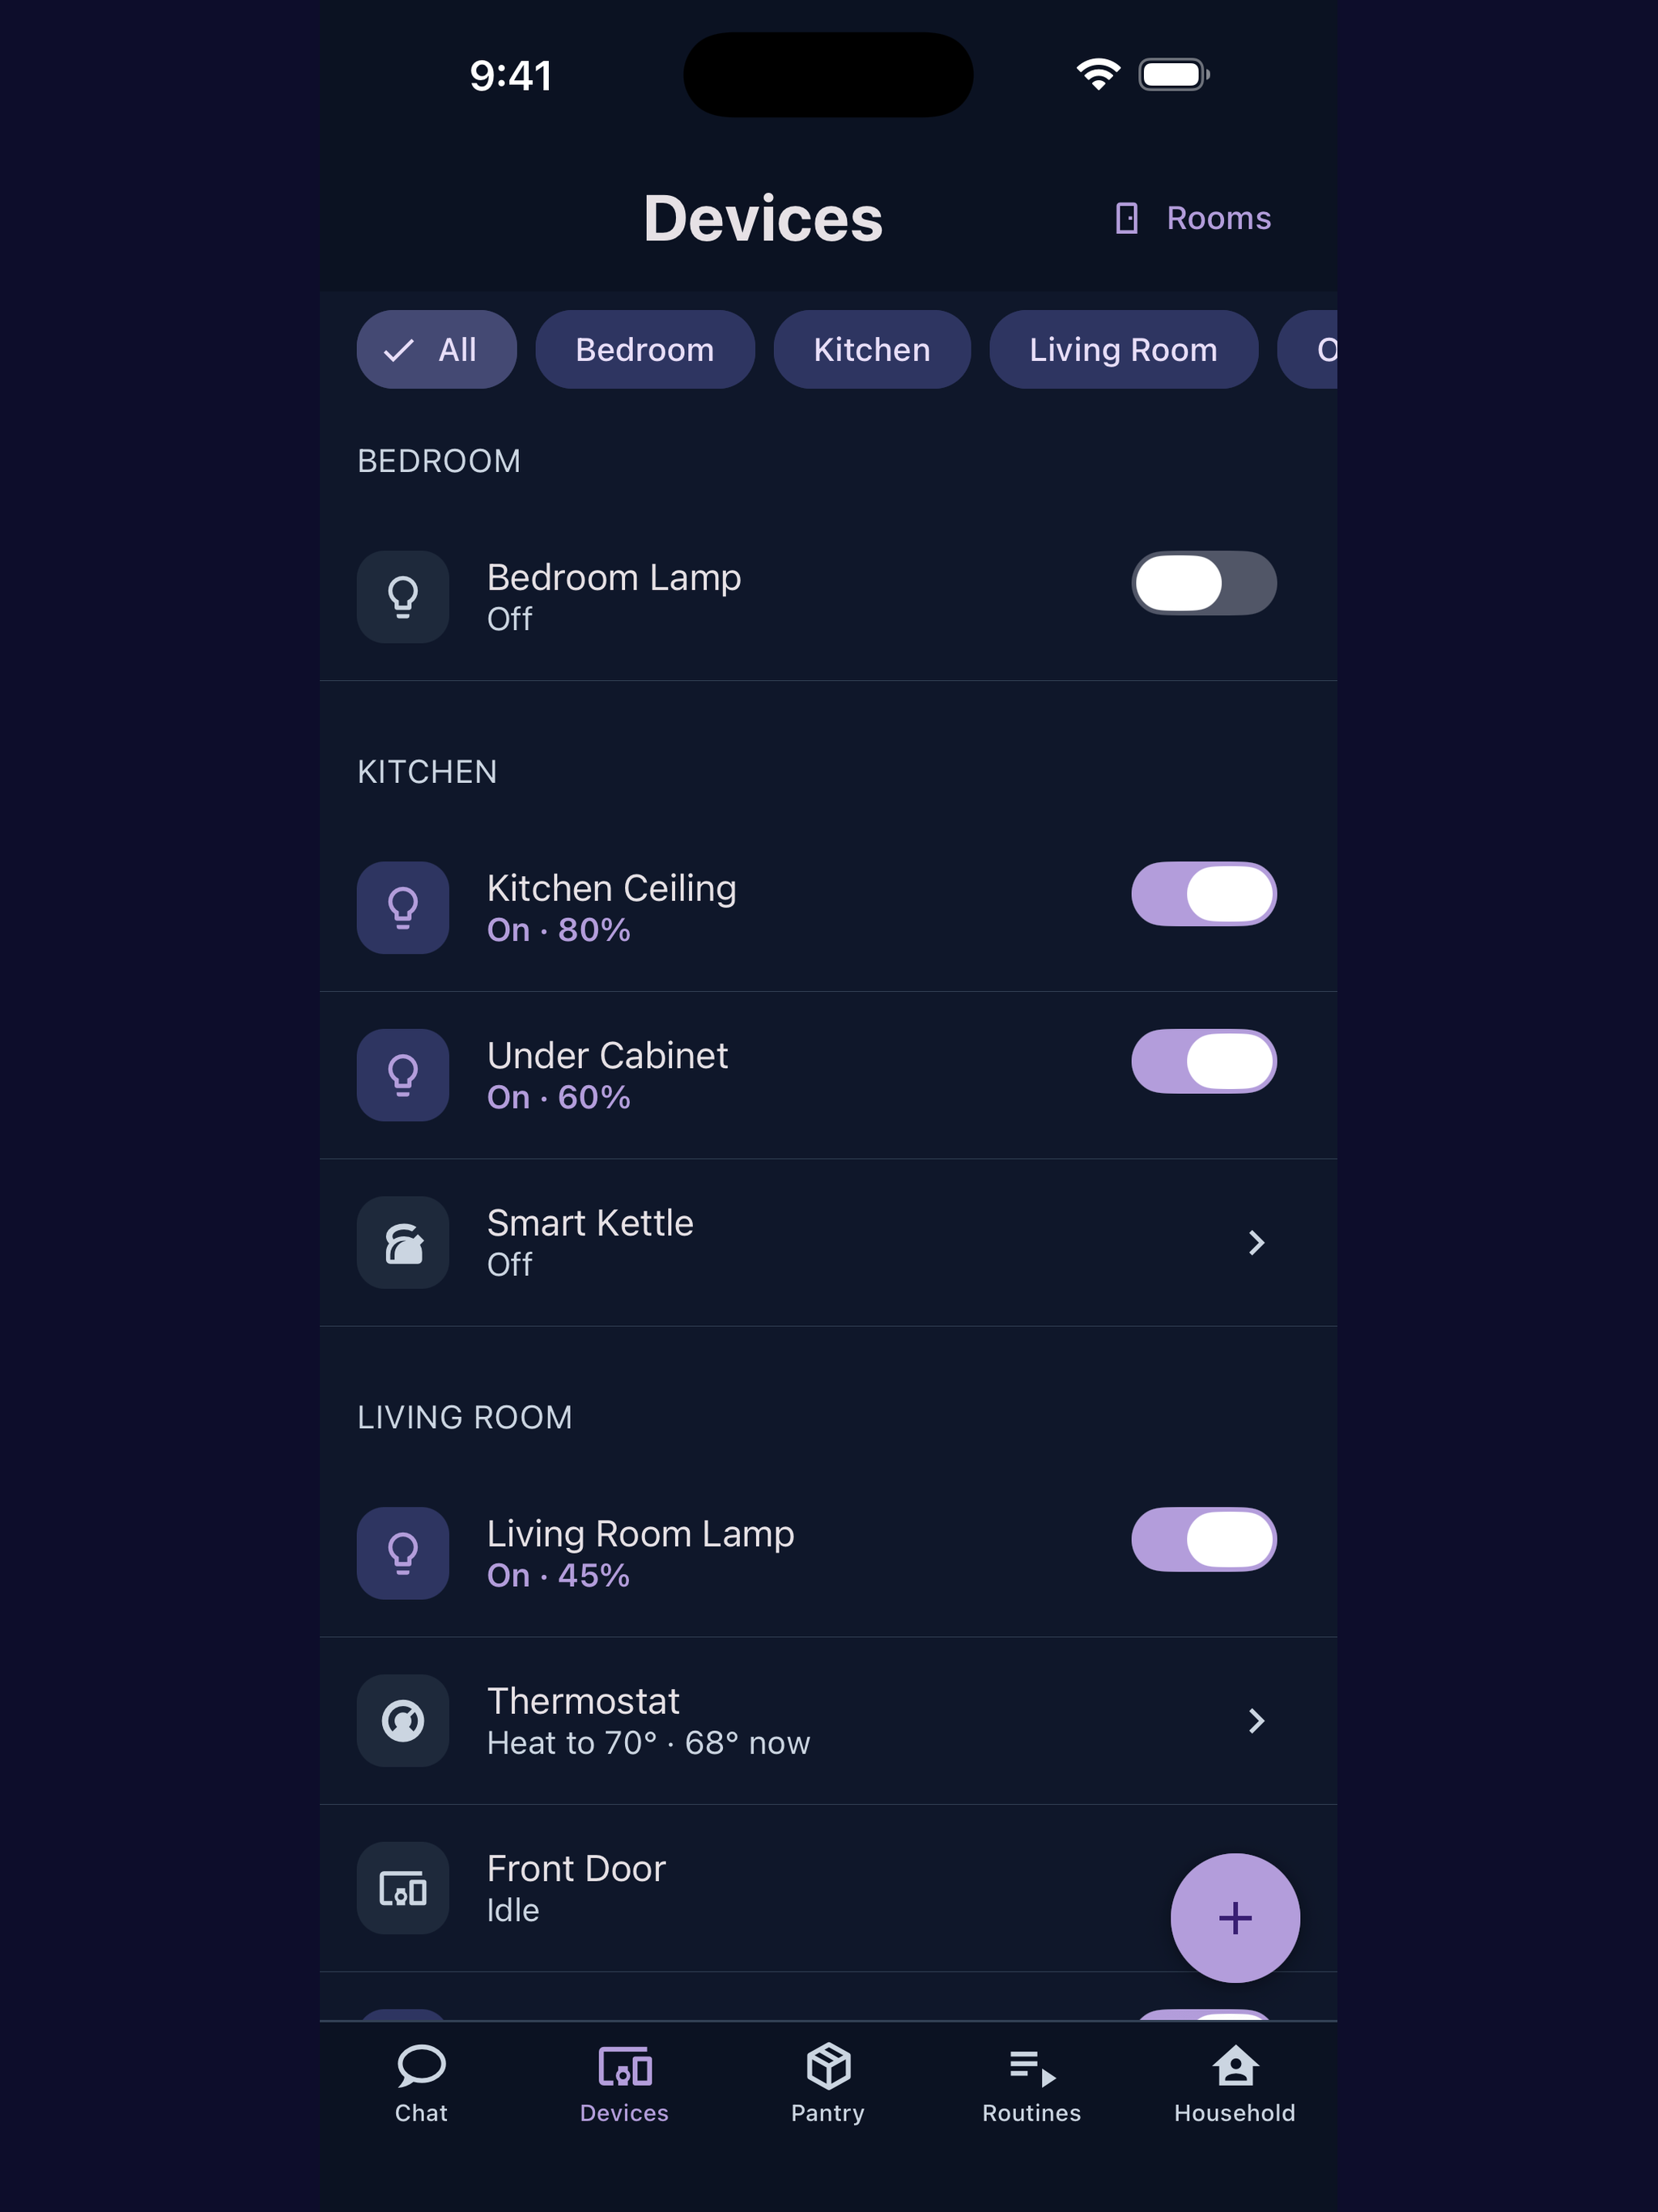 9:41
Devices
Rooms
All
Bedroom
Kitchen
Living Room
BEDROOM
Bedroom Lamp
Off
KITCHEN
Kitchen Ceiling
On · 80%
Under Cabinet
On · 60%
Smart Kettle
Off
LIVING ROOM
Living Room Lamp
On · 45%
Thermostat
Heat to 70° · 68° now
Front Door
Idle
Chat
Devices
Pantry
Routines
Household